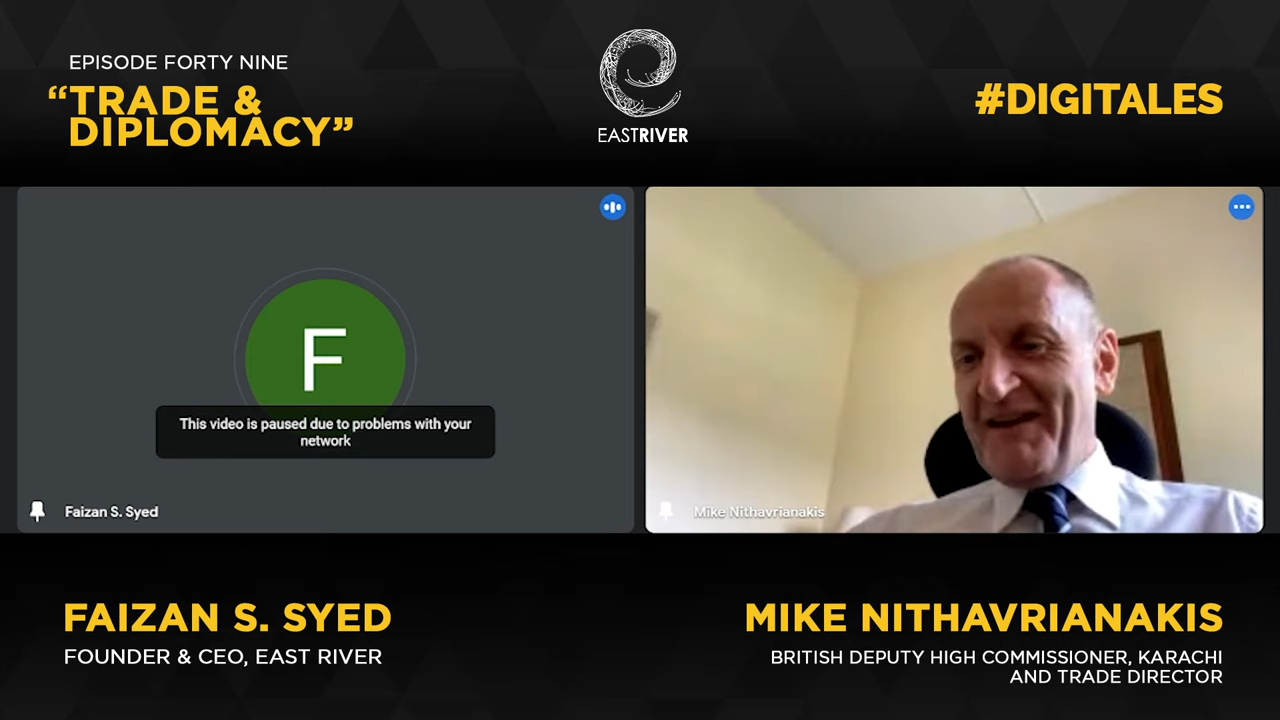 EPISODE FORTY NINE
“TRADE &
DIPLOMACY”
EASTRIVER
#DIGITALES
F
This video is paused due to problems with your
network
Faizan S. Syed
Mike Nithavrianakis
FAIZAN S. SYED
FOUNDER & CEO, EAST RIVER
MIKE NITHAVRIANAKIS
BRITISH DEPUTY HIGH COMMISSIONER, KARACHI
AND TRADE DIRECTOR